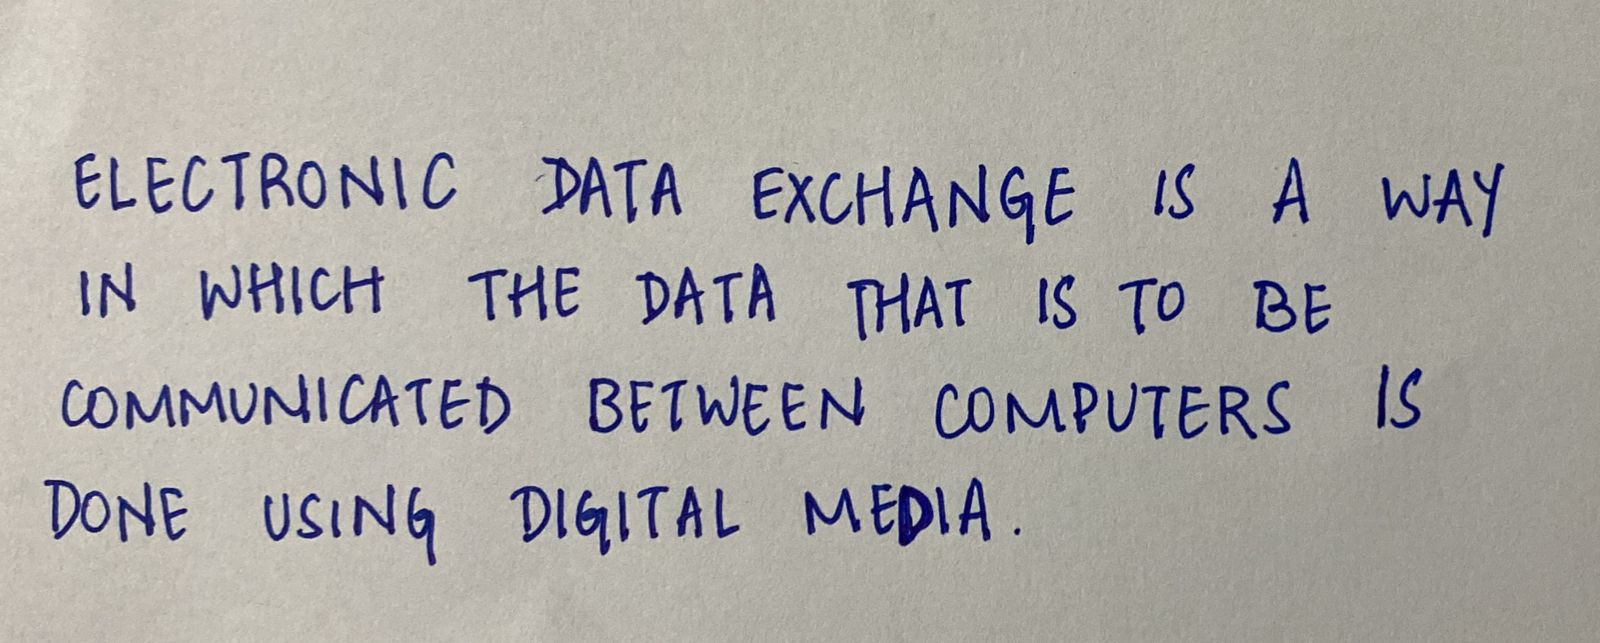 ELECTRONIC DATA EXCHANGE IS A WAY
IN WHICH THE DATA THAT IS TO BE
COMMUNICATED BETWEEN COMPUTERS IS
DONE USING DIGITAL MEDIA.